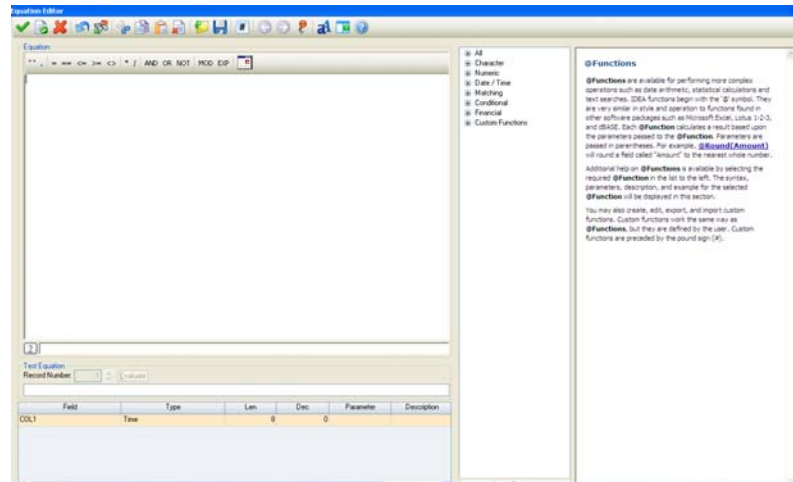 Equation Editor
Equation
"" , = == <= >= <> * / AND OR NOT MOD EXP
Test Equation
Record Number: 1 Evaluate
Field Type Len Dec Parameter Description
COL1 Time 8 0
All
Character
Numeric
Date / Time
Matching
Conditional
Financial
Custom Functions
@Functions
@Functions are available for performing more complex
operations such as date arithmetic, statistical calculations and
text searches. IDEA functions begin with the '@' symbol. They
are very similar in style and operation to functions found in
other software packages such as Microsoft Excel, Lotus 1-2-3,
and dBASE. Each @Function calculates a result based upon
the parameters passed to the @Function. Parameters are
passed in parentheses. For example, @Round(Amount)
will round a field called "Amount" to the nearest whole number.
Additional help on @Functions is available by selecting the
required @Function in the list to the left. The syntax,
parameters, description, and example for the selected
@Function will be displayed in this section.
You may also create, edit, export, and import custom
functions. Custom functions work the same way as
@Functions, but they are defined by the user. Custom
functions are preceded by the pound sign (#).